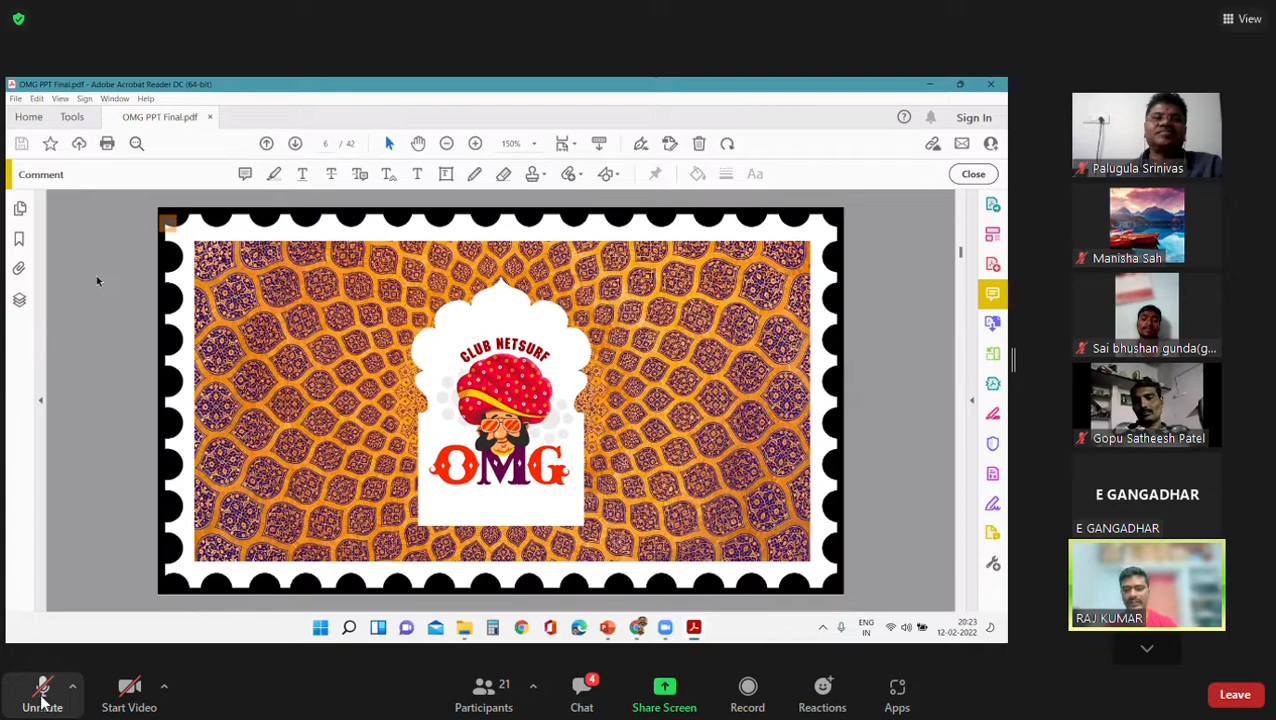 View
OMG PPT Final.pdf - Adobe Acrobat Reader DC (64-bit)
File Edit View Sign Window Help
Home Tools OMG PPT Final.pdf × Sign In
6 / 42 150%
Comment Aa Close
CLUB NETSURF
OMG
Palugula Srinivas
Manisha Sah
Sai bhushan gunda(g...
Gopu Satheesh Patel
E GANGADHAR
E GANGADHAR
RAJ KUMAR
ENG
IN
20:23
12-02-2022
Unmute Start Video 21 Participants 4 Chat Share Screen Record Reactions Apps Leave